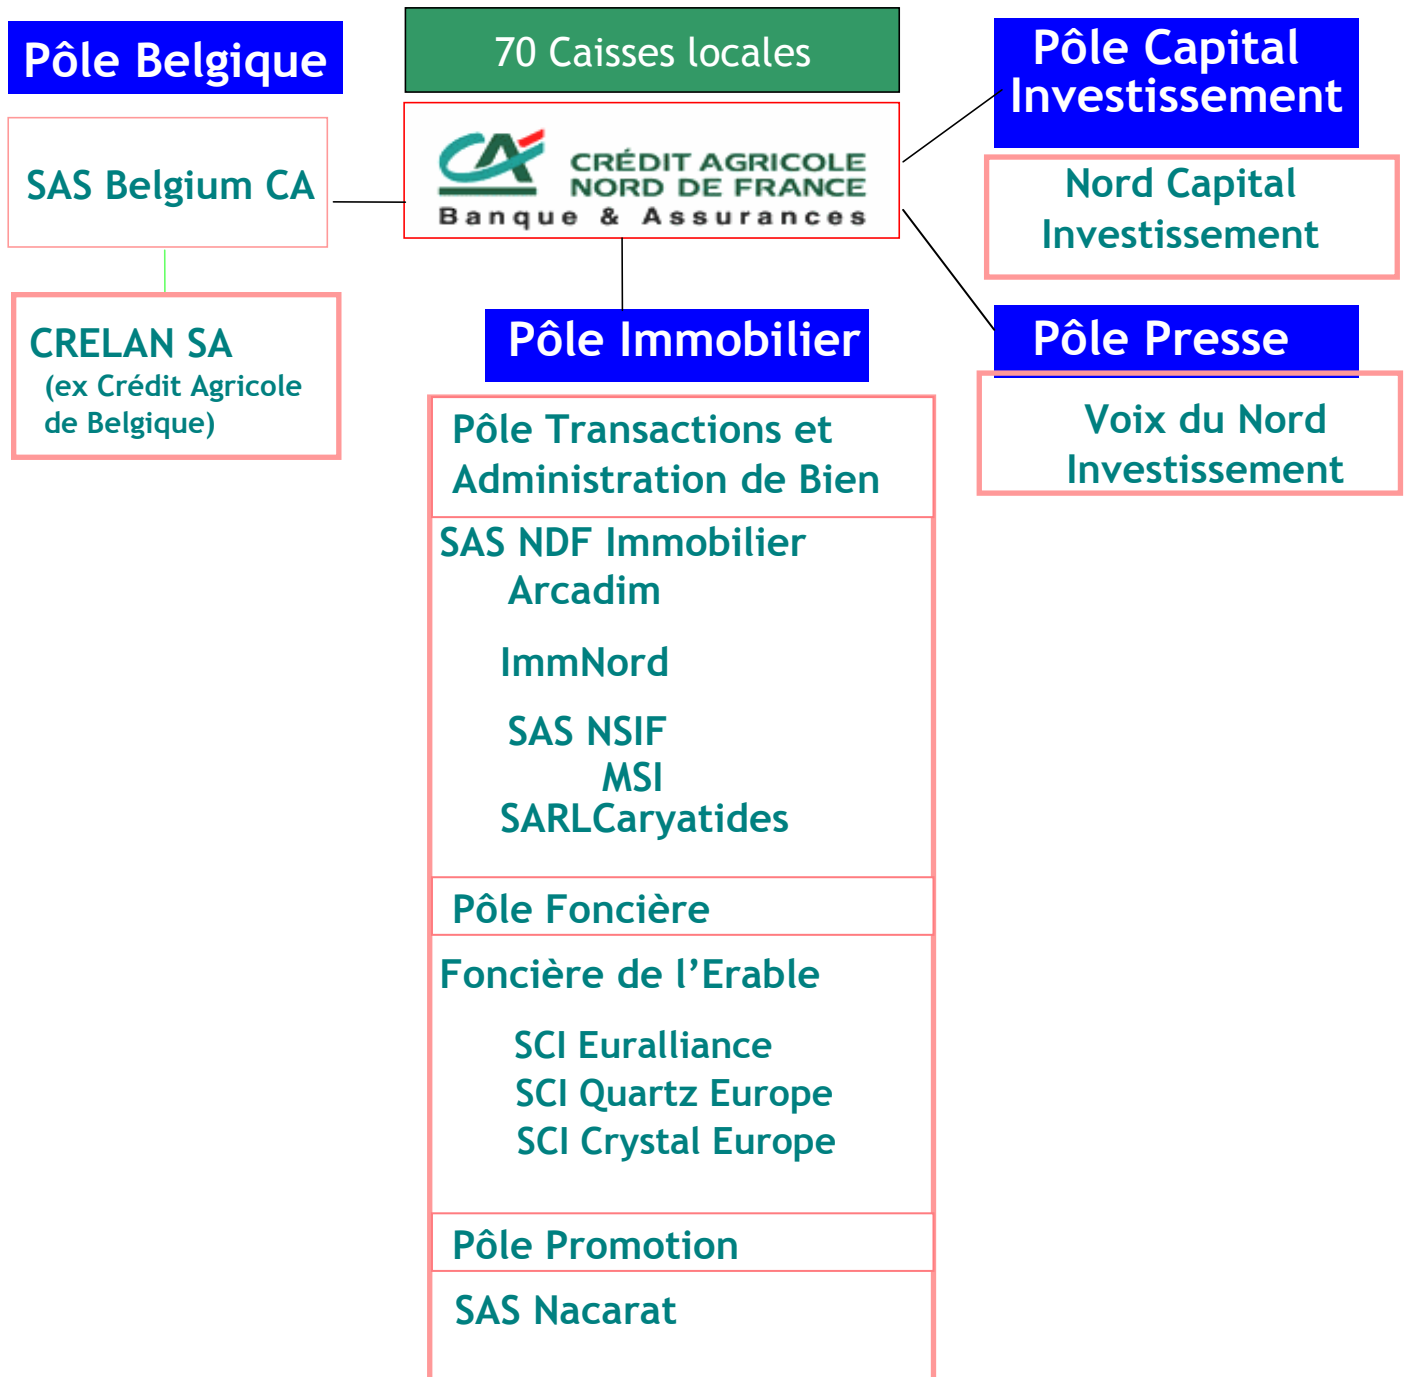 Pôle Belgique
SAS Belgium CA
CRELAN SA
(ex Crédit Agricole
de Belgique)
70 Caisses locales
CA
CRÉDIT AGRICOLE
NORD DE FRANCE
Banque & Assurances
Pôle Capital
Investissement
Nord Capital
Investissement
Pôle Presse
Voix du Nord
Investissement
Pôle Immobilier
Pôle Transactions et
Administration de Bien
SAS NDF Immobilier
Arcadim
ImmNord
SAS NSIF
MSI
SARLCaryatides
Pôle Foncière
Foncière de l’Erable
SCI Euralliance
SCI Quartz Europe
SCI Crystal Europe
Pôle Promotion
SAS Nacarat